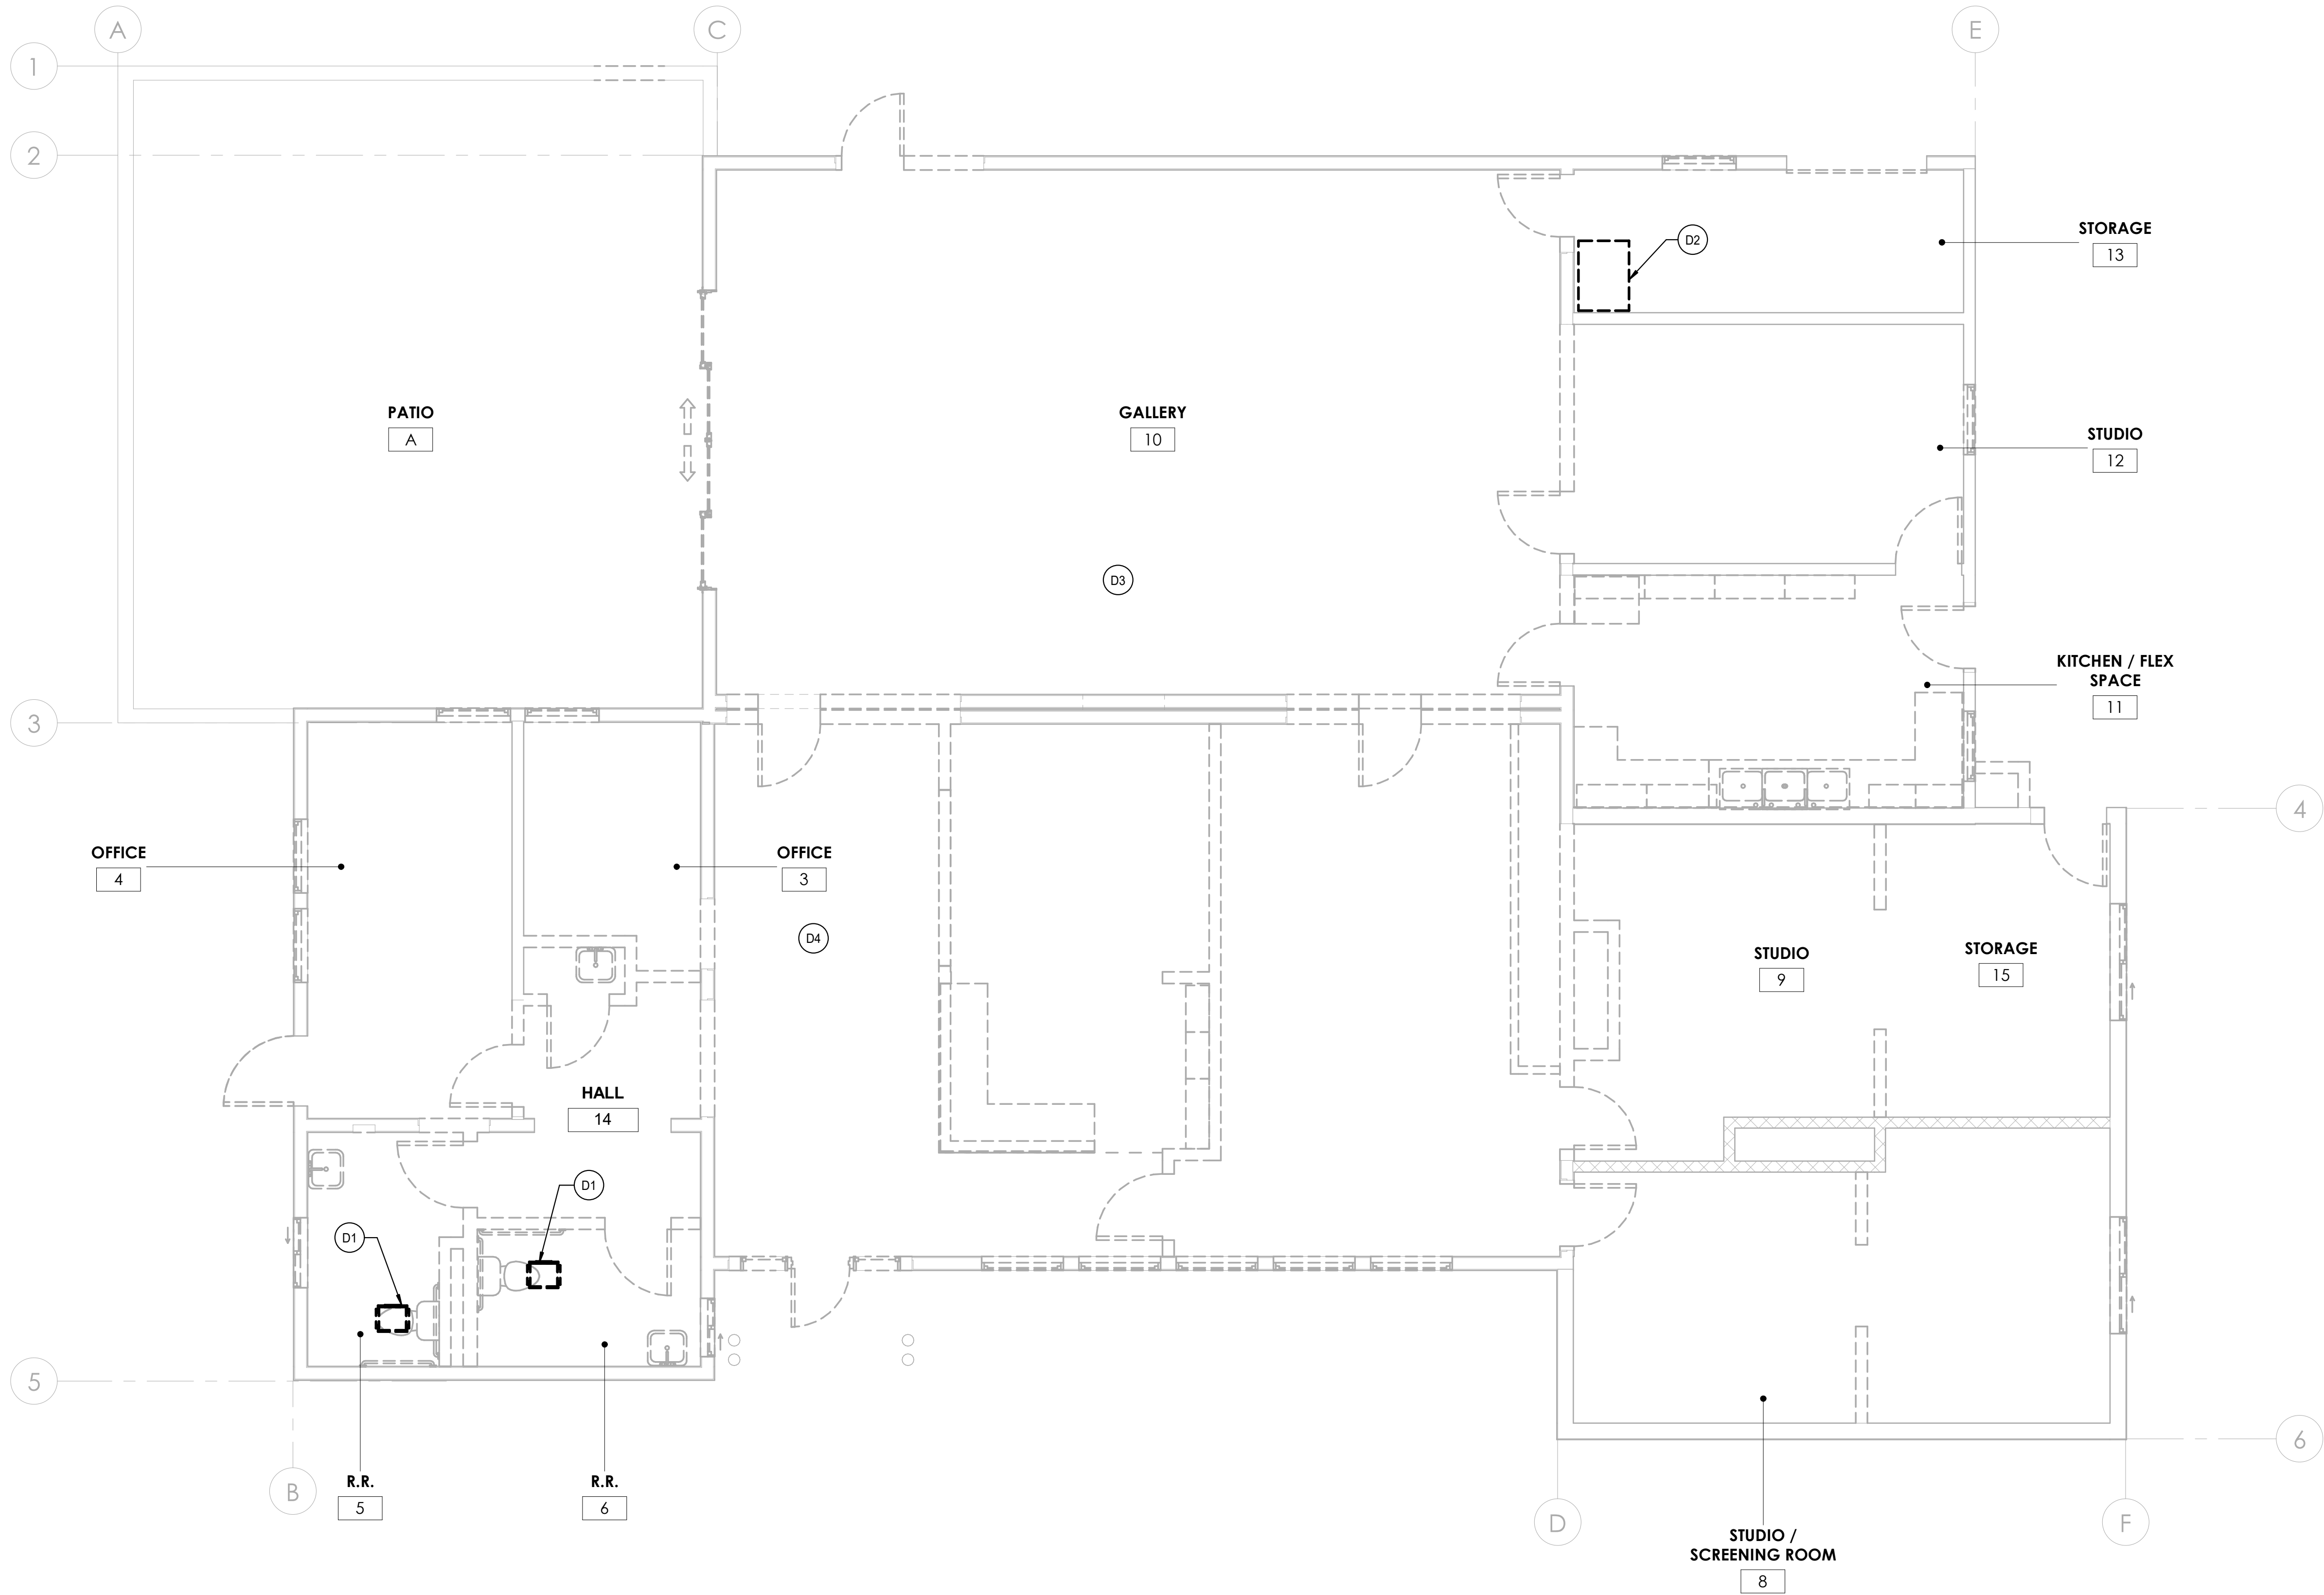 A
C
E
1
2
STORAGE
13
D2
PATIO
A
GALLERY
10
STUDIO
12
D3
KITCHEN / FLEX
SPACE
11
3
4
OFFICE
4
OFFICE
3
D4
STUDIO
9
STORAGE
15
HALL
14
D1
D1
5
6
R.R.
5
R.R.
6
B
D
F
STUDIO /
SCREENING ROOM
8